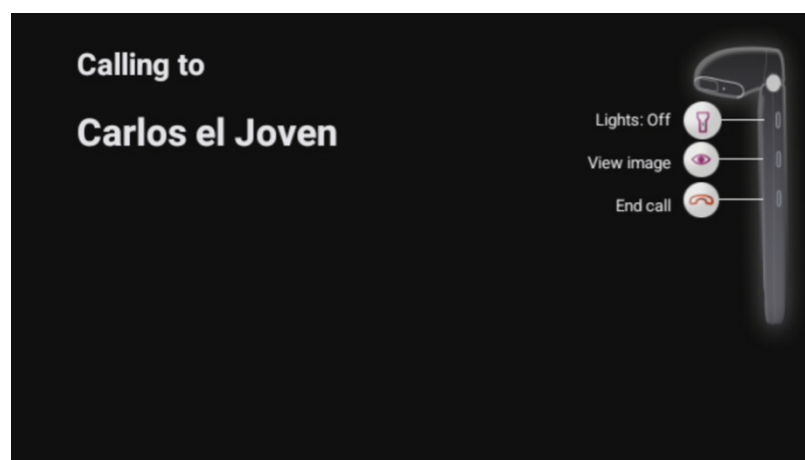 Calling to
Carlos el Joven
Lights: Off
View image
End call